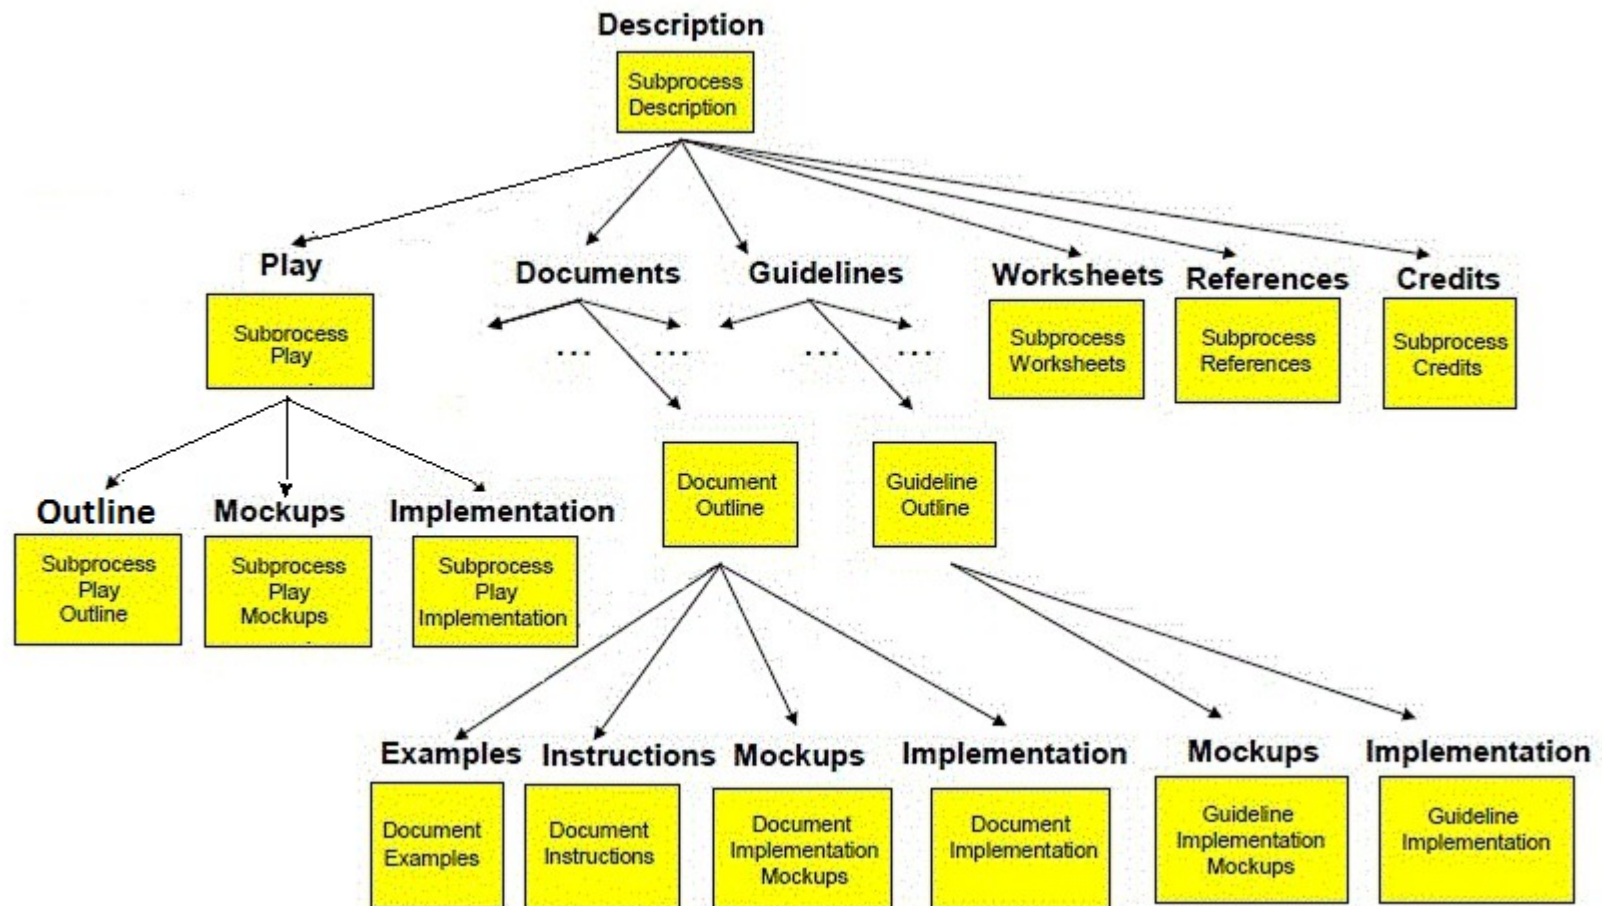 Description
Subprocess
Description
Play
Documents
Guidelines
Worksheets
References
Credits
Subprocess
Play
... ...
... ...
Subprocess
Worksheets
Subprocess
References
Subprocess
Credits
Document
Outline
Guideline
Outline
Outline
Mockups
Implementation
Subprocess
Play
Outline
Subprocess
Play
Mockups
Subprocess
Play
Implementation
Examples
Instructions
Mockups
Implementation
Mockups
Implementation
Document
Examples
Document
Instructions
Document
Implementation
Mockups
Document
Implementation
Guideline
Implementation
Mockups
Guideline
Implementation